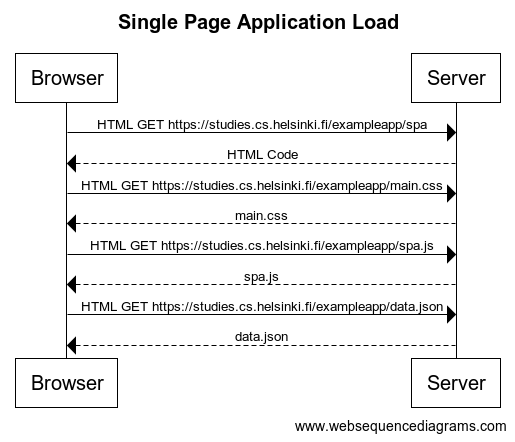 Single Page Application Load
Browser Server
HTML GET https://studies.cs.helsinki.fi/exampleapp/spa
HTML Code
HTML GET https://studies.cs.helsinki.fi/exampleapp/main.css
main.css
HTML GET https://studies.cs.helsinki.fi/exampleapp/spa.js
spa.js
HTML GET https://studies.cs.helsinki.fi/exampleapp/data.json
data.json
Browser Server
www.websequencediagrams.com